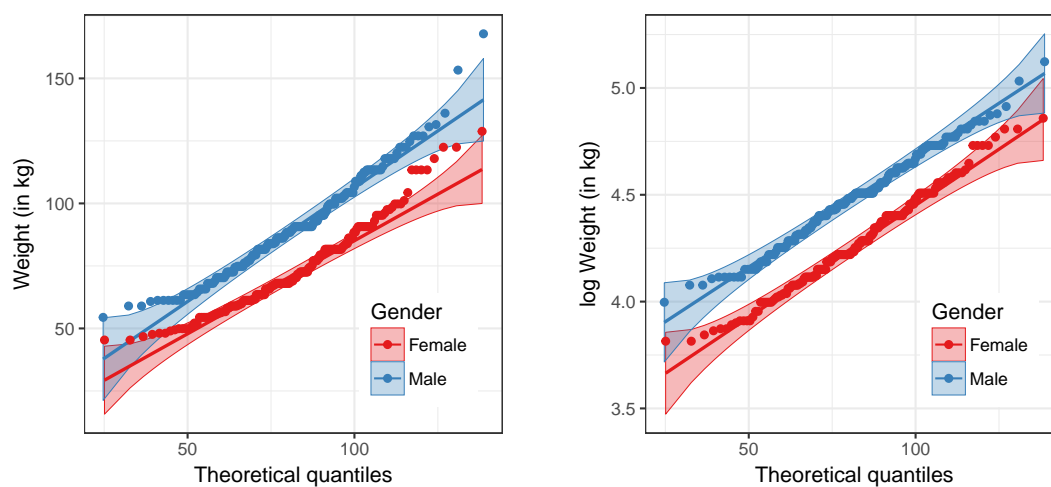 Weight (in kg)
150
100
50
50
100
Theoretical quantiles
Gender
Female
Male
log Weight (in kg)
5.0
4.5
4.0
3.5
50
100
Theoretical quantiles
Gender
Female
Male